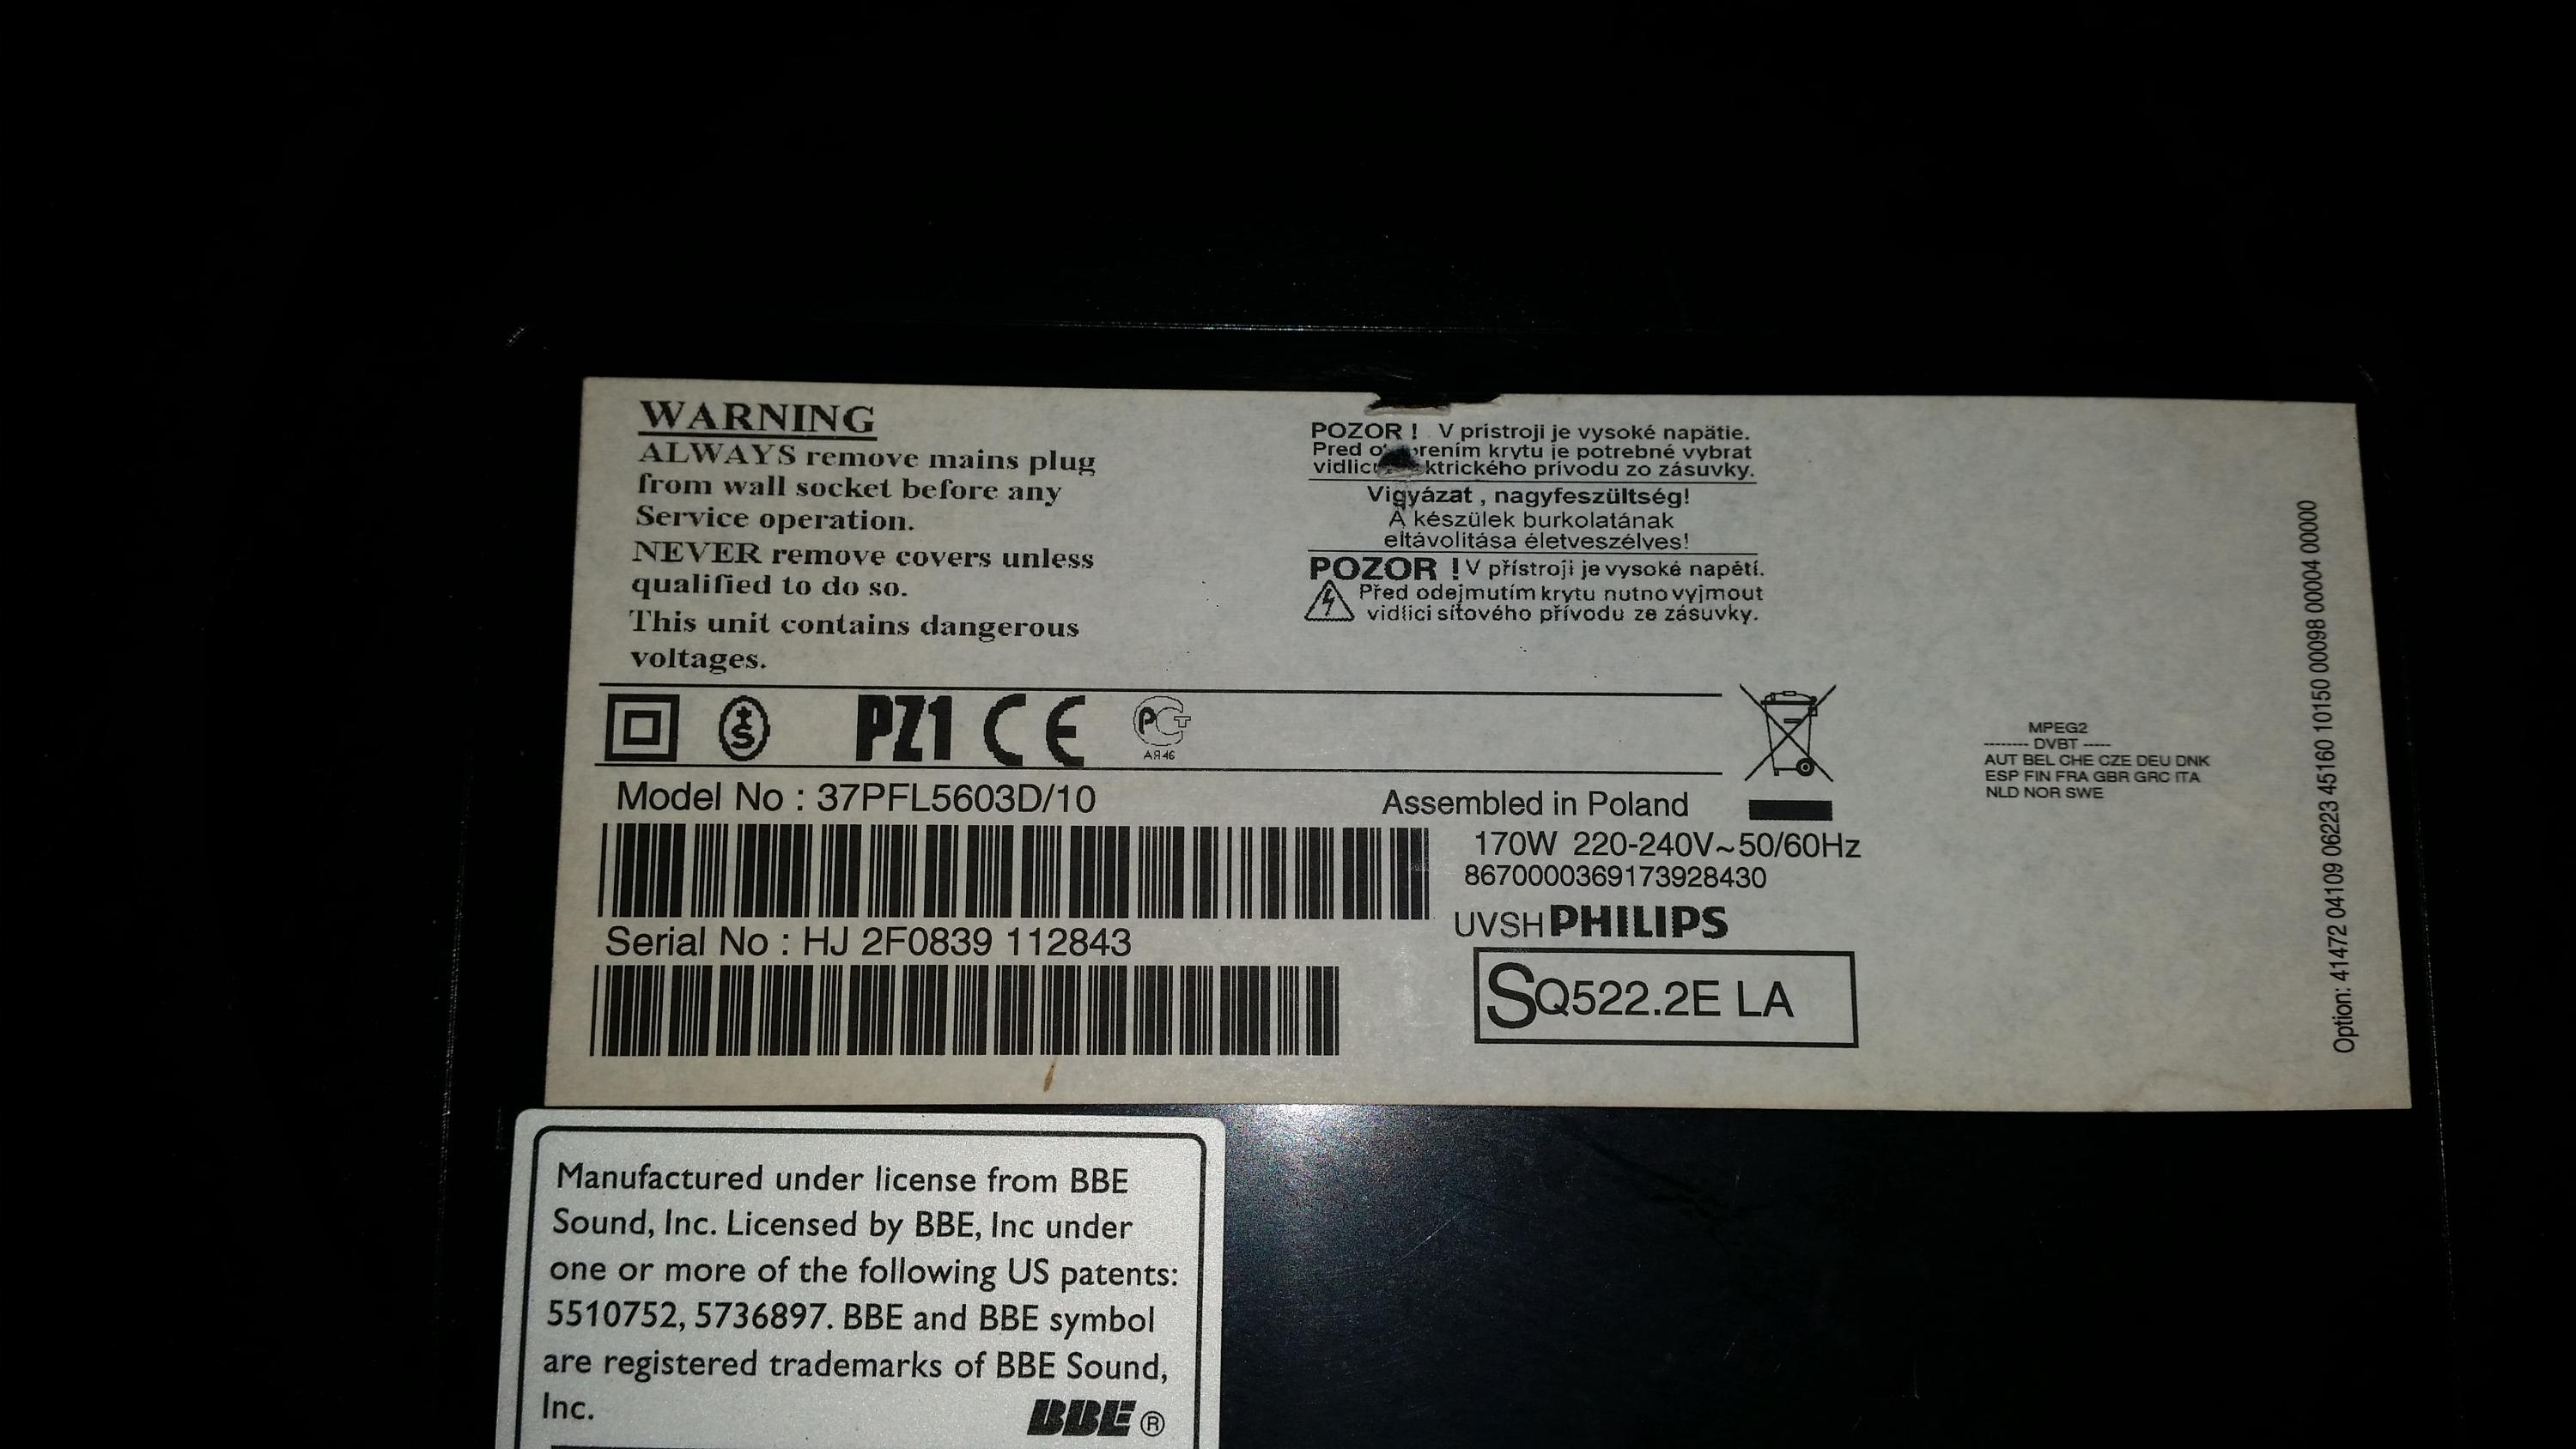 WARNING
ALWAYS remove mains plug
from wall socket before any
Service operation.
NEVER remove covers unless
qualified to do so.
This unit contains dangerous
voltages.
POZOR ! V prístroji je vysoké napätie.
Pred krytu je potrebné vybrat
prívodu zo zásuvky.
Vigyázat , nagyfeszültség!
A készülek burkolatának
eltávolitása életveszélves!
POZOR ! V přístroji je vysoké napětí.
Před odejmutím krytu nutno vyjmout
vidlici síťového přívodu ze zásuvky.
PZ1 CE
PCT
АЯ46
Model No : 37PFL5603D/10
Assembled in Poland
170W 220-240V~50/60Hz
8670000369173928430
UVSH PHILIPS
Serial No : HJ 2F0839 112843
SQ522.2E LA
MPEG2
-------- DVBT -----
AUT BEL CHE CZE DEU DNK
ESP FIN FRA GBR GRC ITA
NLD NOR SWE
Option: 41472 04109 06223 45160 10150 00098 00004 00000
Manufactured under license from BBE
Sound, Inc. Licensed by BBE, Inc under
one or more of the following US patents:
5510752, 5736897. BBE and BBE symbol
are registered trademarks of BBE Sound,
Inc.
BBE ®